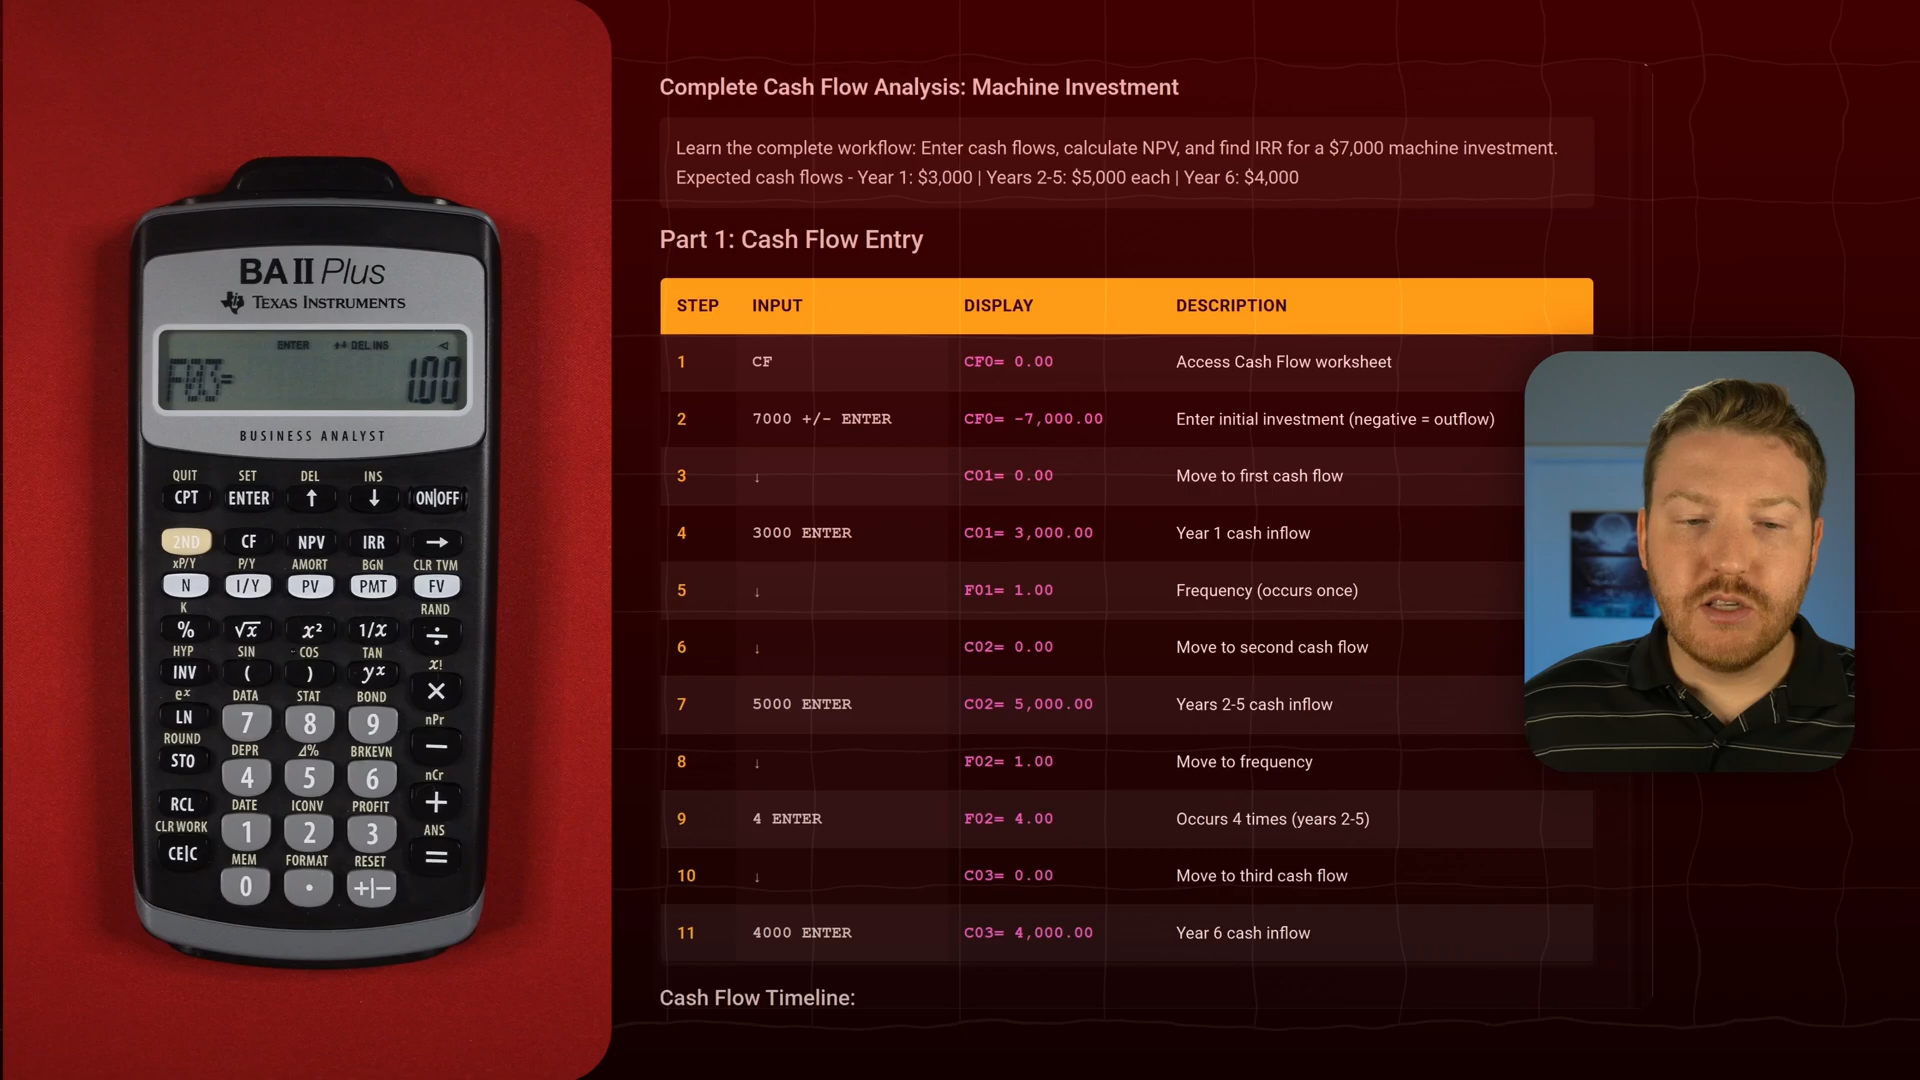 BA II Plus
TEXAS INSTRUMENTS
ENTER ↑↓ DEL INS ◁
F03= 1.00
BUSINESS ANALYST
QUIT SET DEL INS
CPT ENTER ↑ ↓ ON|OFF
2ND CF NPV IRR →
xP/Y P/Y AMORT BGN CLR TVM
N I/Y PV PMT FV
K RAND
% √x x² 1/x ÷
HYP SIN COS TAN x!
INV ( ) yˣ ×
eˣ DATA STAT BOND nPr
LN 7 8 9 −
ROUND DEPR Δ% BRKEVN nCr
STO 4 5 6 +
DATE ICONV PROFIT ANS
RCL 1 2 3 =
CLR WORK MEM FORMAT RESET
CE|C 0 . +|−
Complete Cash Flow Analysis: Machine Investment
Learn the complete workflow: Enter cash flows, calculate NPV, and find IRR for a $7,000 machine investment.
Expected cash flows - Year 1: $3,000 | Years 2-5: $5,000 each | Year 6: $4,000
Part 1: Cash Flow Entry
STEP INPUT DISPLAY DESCRIPTION
1 CF CF0= 0.00 Access Cash Flow worksheet
2 7000 +/- ENTER CF0= -7,000.00 Enter initial investment (negative = outflow)
3 ↓ C01= 0.00 Move to first cash flow
4 3000 ENTER C01= 3,000.00 Year 1 cash inflow
5 ↓ F01= 1.00 Frequency (occurs once)
6 ↓ C02= 0.00 Move to second cash flow
7 5000 ENTER C02= 5,000.00 Years 2-5 cash inflow
8 ↓ F02= 1.00 Move to frequency
9 4 ENTER F02= 4.00 Occurs 4 times (years 2-5)
10 ↓ C03= 0.00 Move to third cash flow
11 4000 ENTER C03= 4,000.00 Year 6 cash inflow
Cash Flow Timeline: